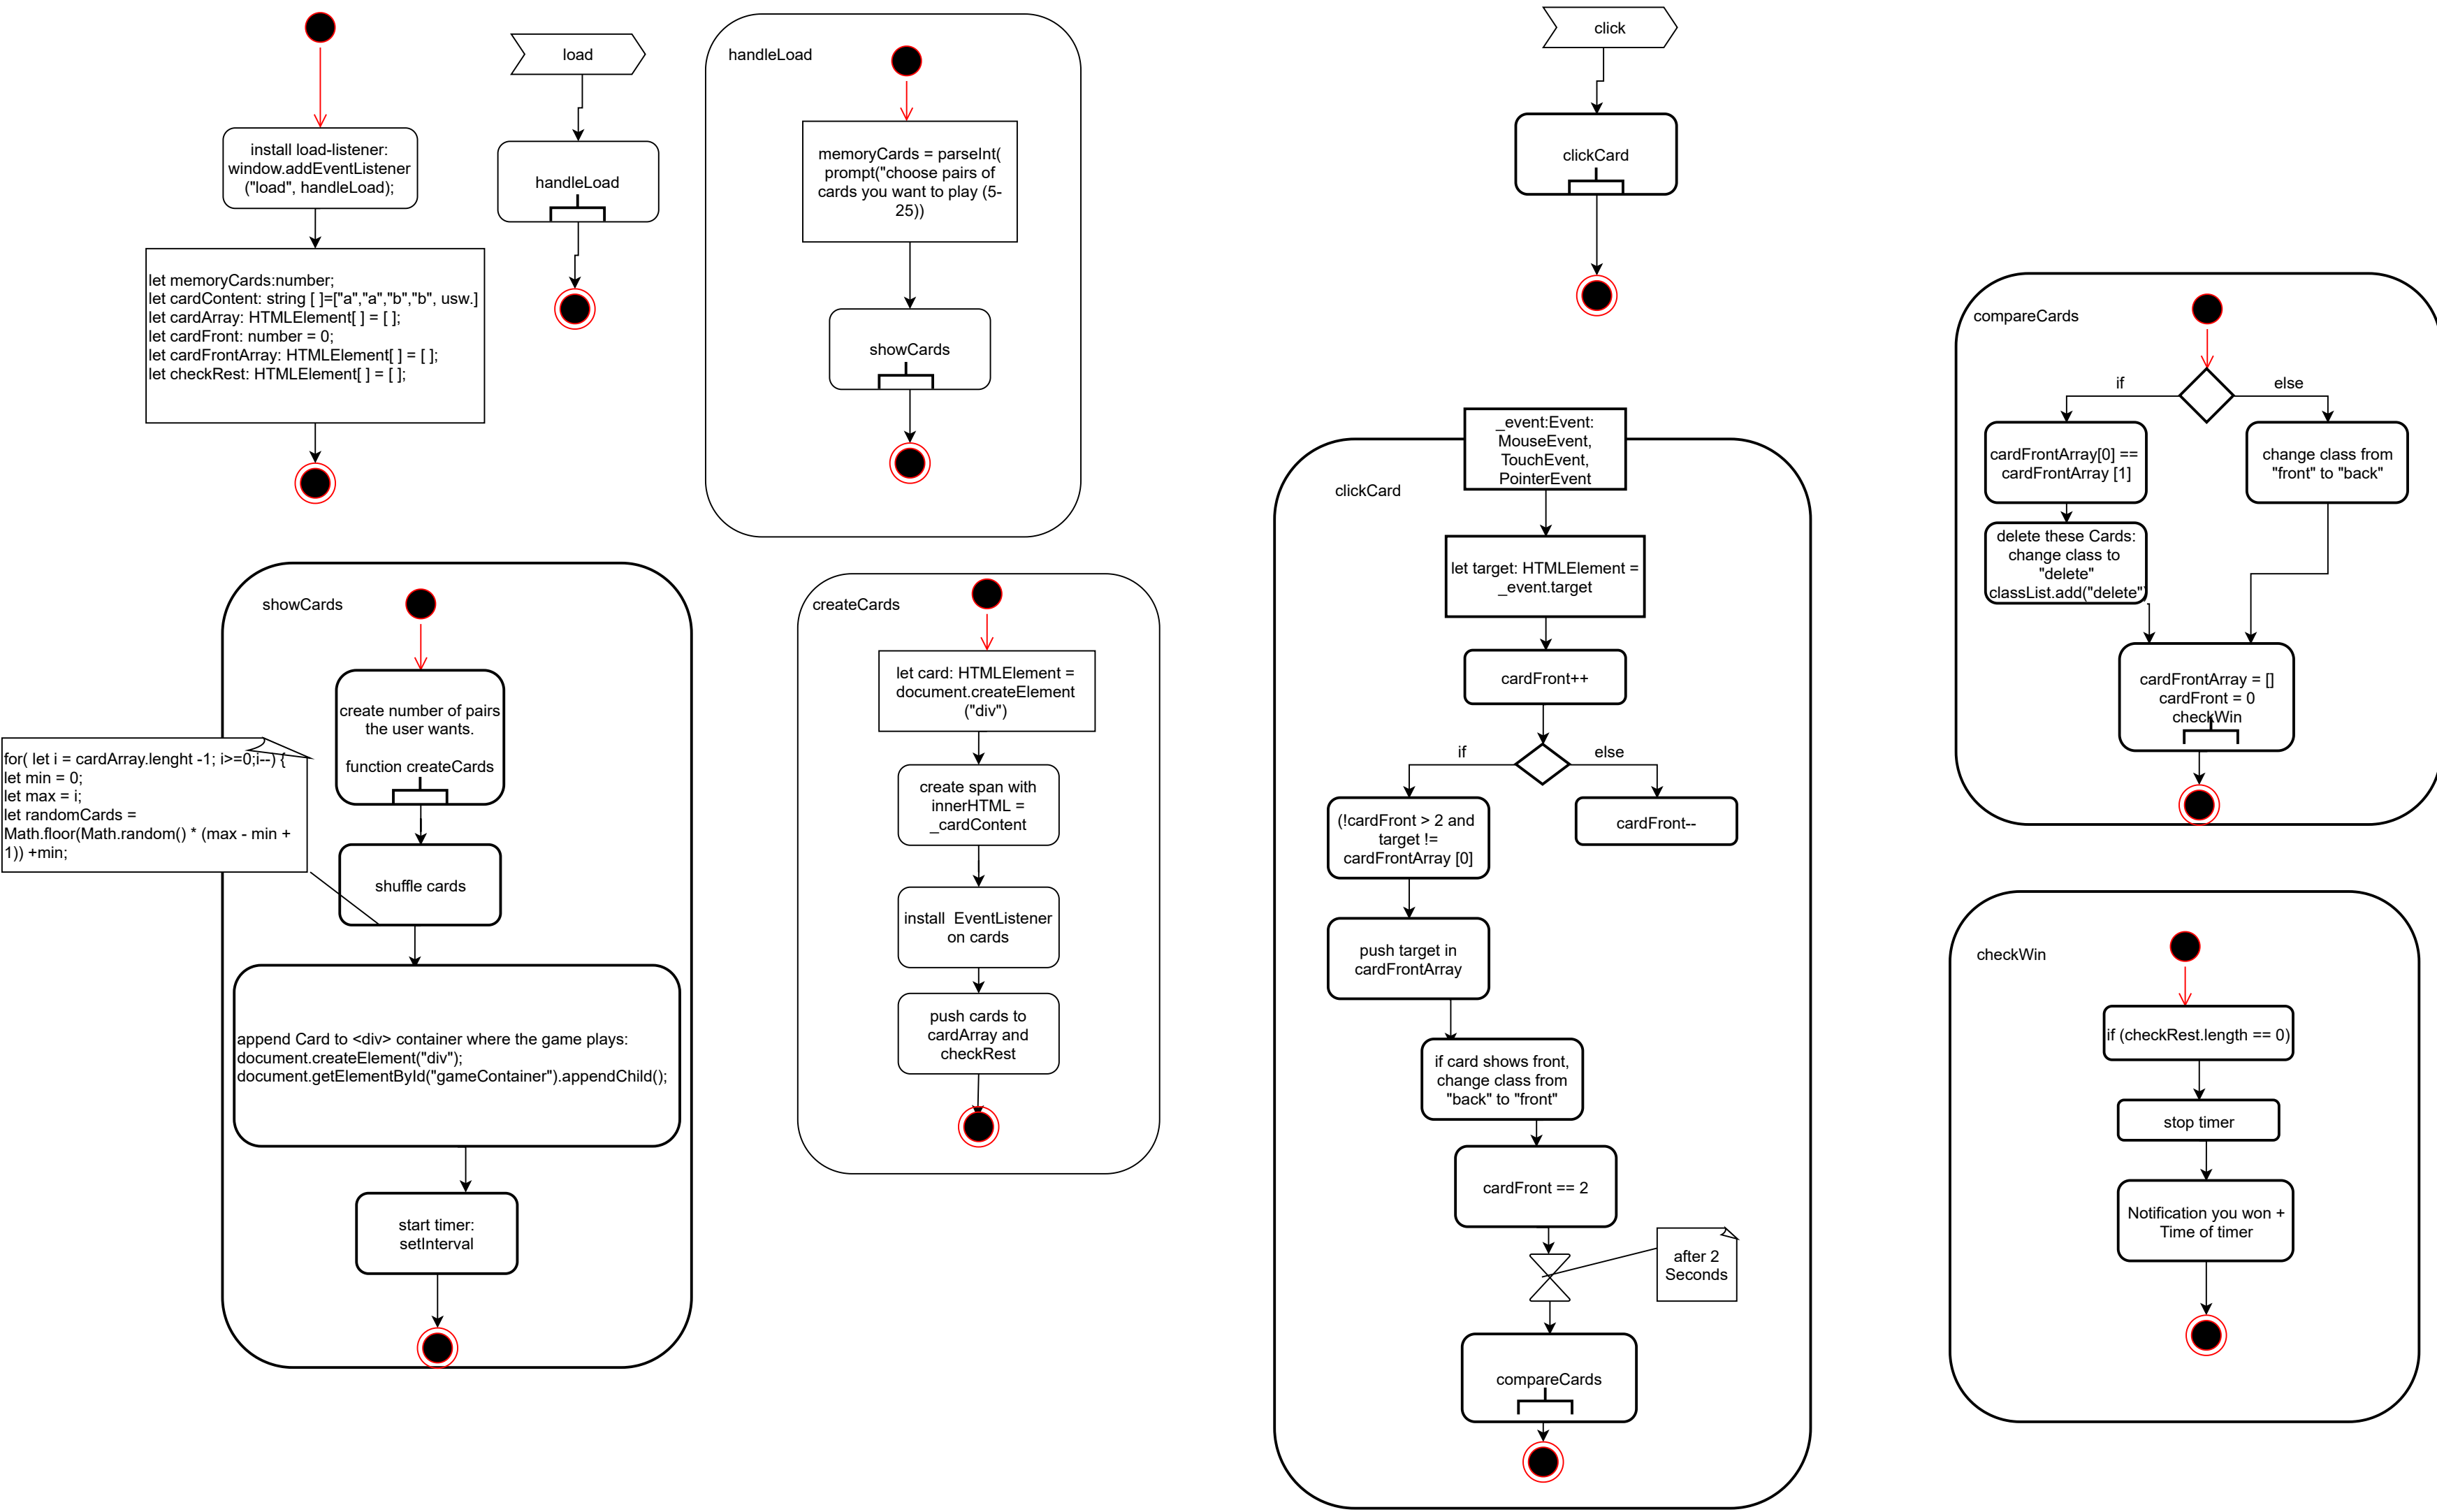 install load-listener:
window.addEventListener
("load", handleLoad);
let memoryCards:number;
let cardContent: string [ ]=["a","a","b","b", usw.]
let cardArray: HTMLElement[ ] = [ ];
let cardFront: number = 0;
let cardFrontArray: HTMLElement[ ] = [ ];
let checkRest: HTMLElement[ ] = [ ];
load
handleLoad
handleLoad
memoryCards = parseInt(
prompt("choose pairs of
cards you want to play (5-
25))
showCards
showCards
create number of pairs
the user wants.
function createCards
for( let i = cardArray.lenght -1; i>=0;i--) {
let min = 0;
let max = i;
let randomCards =
Math.floor(Math.random() * (max - min +
1)) +min;
shuffle cards
append Card to <div> container where the game plays:
document.createElement("div");
document.getElementById("gameContainer").appendChild();
start timer:
setInterval
createCards
let card: HTMLElement =
document.createElement
("div")
create span with
innerHTML =
_cardContent
install  EventListener
on cards
push cards to
cardArray and
checkRest
click
clickCard
_event:Event:
MouseEvent,
TouchEvent,
PointerEvent
clickCard
let target: HTMLElement =
_event.target
cardFront++
if
else
(!cardFront > 2 and
target !=
cardFrontArray [0]
cardFront--
push target in
cardFrontArray
if card shows front,
change class from
"back" to "front"
cardFront == 2
after 2
Seconds
compareCards
compareCards
if
else
cardFrontArray[0] ==
cardFrontArray [1]
change class from
"front" to "back"
delete these Cards:
change class to
"delete"
classList.add("delete")
cardFrontArray = []
cardFront = 0
checkWin
checkWin
if (checkRest.length == 0)
stop timer
Notification you won +
Time of timer